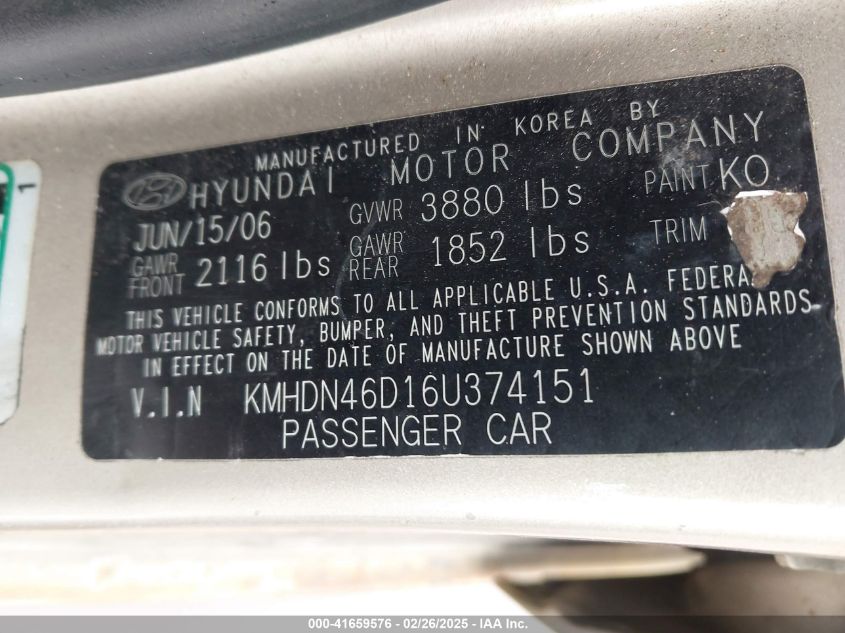 MANUFACTURED IN KOREA BY
HYUNDAI MOTOR COMPANY
JUN/15/06 GVWR 3880 lbs PAINT KO
GAWR FRONT 2116 lbs GAWR REAR 1852 lbs TRIM
THIS VEHICLE CONFORMS TO ALL APPLICABLE U.S.A. FEDERA
MOTOR VEHICLE SAFETY, BUMPER, AND THEFT PREVENTION STANDARDS
IN EFFECT ON THE DATE OF MANUFACTURE SHOWN ABOVE
V.I.N KMHDN46D16U374151
PASSENGER CAR
1
000-41659576 - 02/26/2025 - IAA Inc.